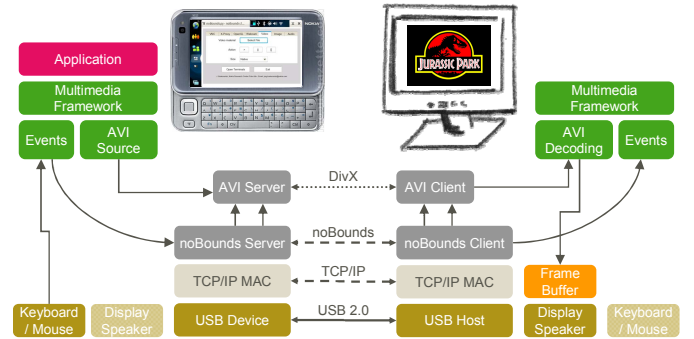 NOKIA
Application
Multimedia
Framework
Events
AVI
Source
JURASSIC PARK
Multimedia
Framework
AVI
Decoding
Events
AVI Server
DivX
AVI Client
noBounds Server
noBounds
noBounds Client
TCP/IP MAC
TCP/IP
TCP/IP MAC
Frame
Buffer
Keyboard
/ Mouse
Display
Speaker
USB Device
USB 2.0
USB Host
Display
Speaker
Keyboard
/ Mouse